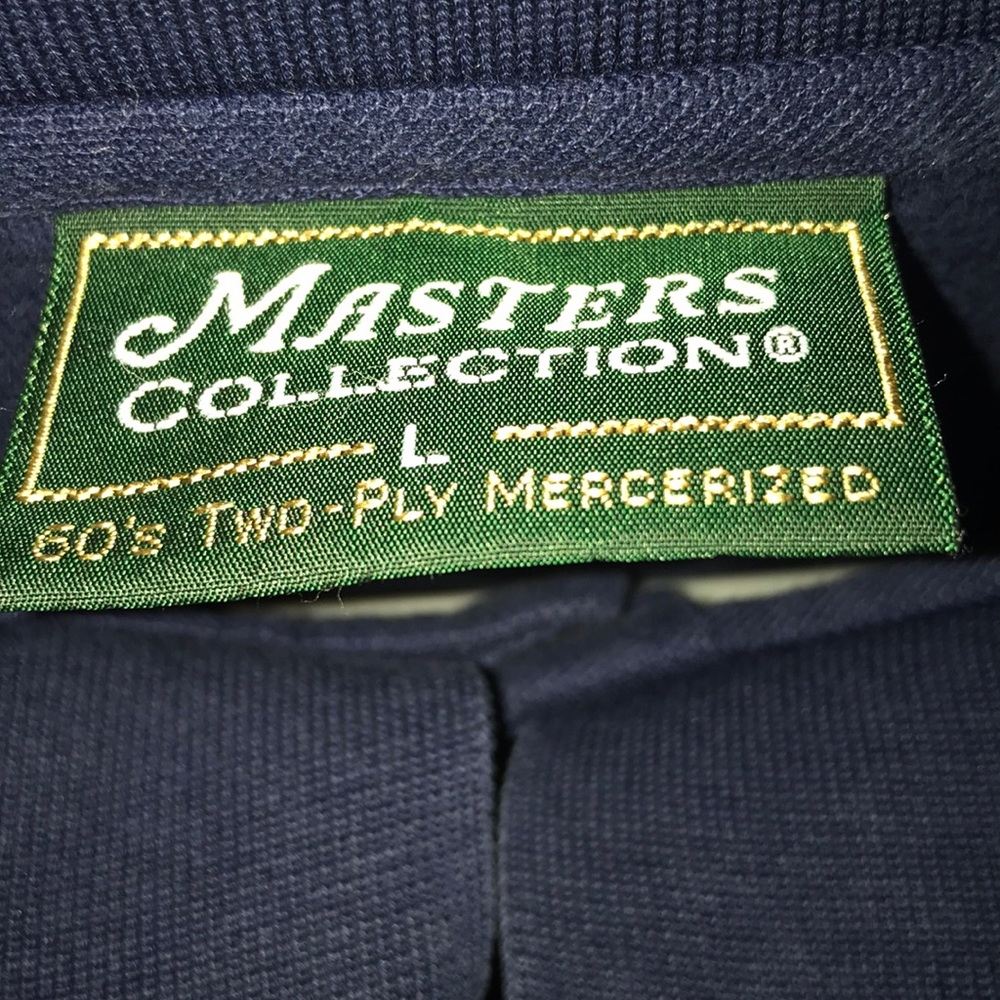 MASTERS
COLLECTION®
L
60's TWO-PLY MERCERIZED